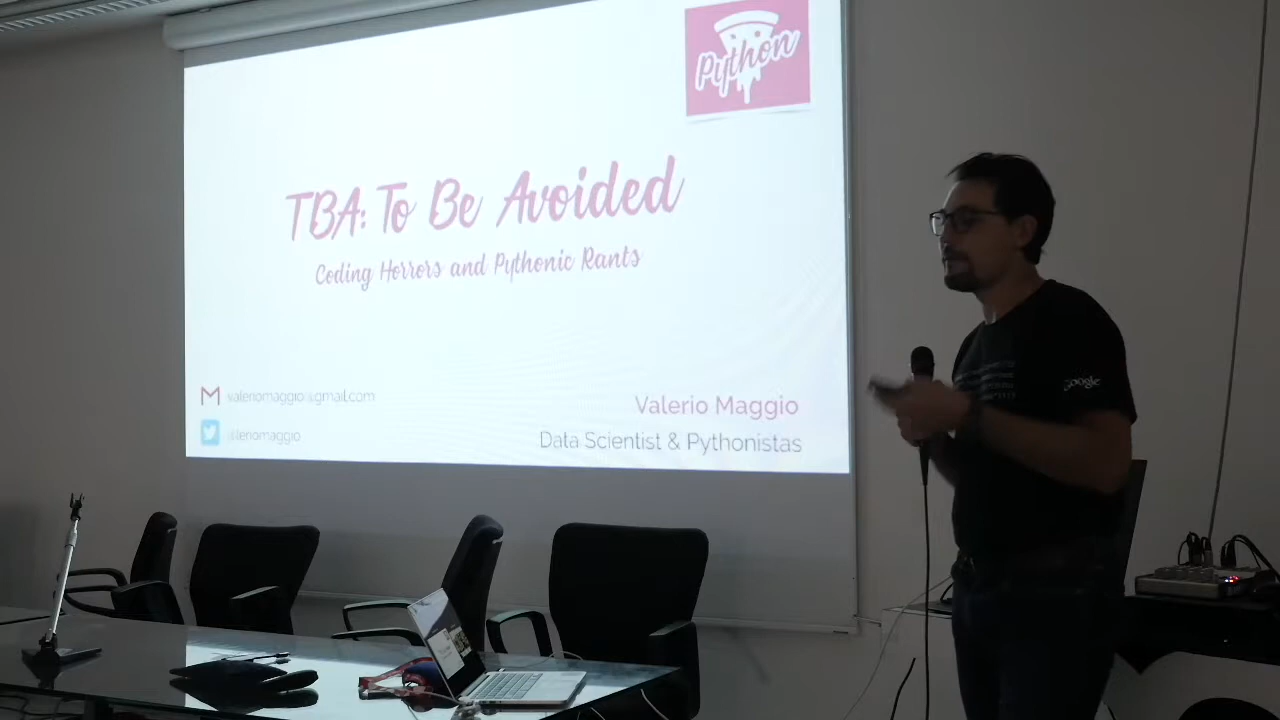 Python
TBA: To Be Avoided
Coding Horrors and Pythonic Rants
valeriomaggio@gmail.com
Valerio Maggio
Data Scientist & Pythonistas
Google